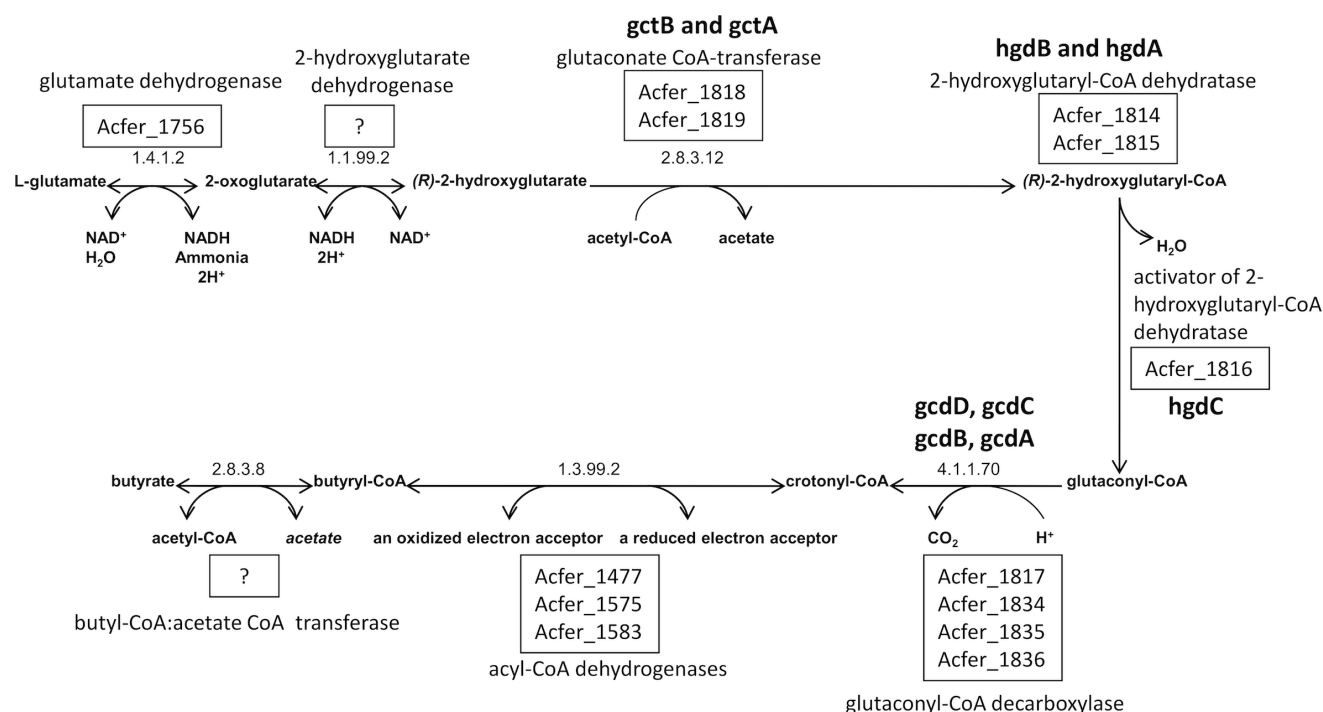 gctB and gctA
glutaconate CoA-transferase
Acfer_1818
Acfer_1819
2.8.3.12
hgdB and hgdA
2-hydroxyglutaryl-CoA dehydratase
Acfer_1814
Acfer_1815
2-hydroxyglutarate
dehydrogenase
?
1.1.99.2
glutamate dehydrogenase
Acfer_1756
1.4.1.2
L-glutamate
2-oxoglutarate
(R)-2-hydroxyglutarate
(R)-2-hydroxyglutaryl-CoA
NAD⁺
H₂O
NADH
Ammonia
2H⁺
NADH
2H⁺
NAD⁺
acetyl-CoA
acetate
H₂O
activator of 2-
hydroxyglutaryl-CoA
dehydratase
Acfer_1816
hgdC
gcdD, gcdC
gcdB, gcdA
4.1.1.70
1.3.99.2
2.8.3.8
butyrate
butyryl-CoA
crotonyl-CoA
glutaconyl-CoA
acetyl-CoA
acetate
an oxidized electron acceptor
a reduced electron acceptor
CO₂
H⁺
?
butyl-CoA:acetate CoA transferase
Acfer_1477
Acfer_1575
Acfer_1583
acyl-CoA dehydrogenases
Acfer_1817
Acfer_1834
Acfer_1835
Acfer_1836
glutaconyl-CoA decarboxylase